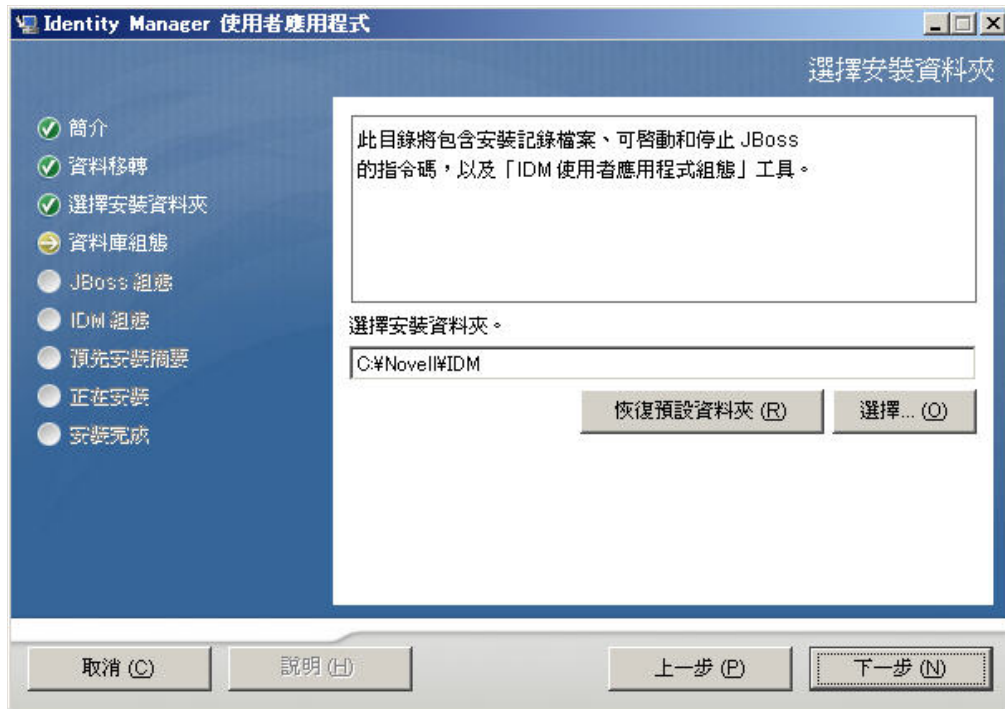 Identity Manager 使用者應用程式
選擇安裝資料夾
簡介
資料移轉
選擇安裝資料夾
資料庫組態
JBoss 組態
IDM 組態
預先安裝摘要
正在安裝
安裝完成
此目錄將包含安裝記錄檔案、可啓動和停止 JBoss
的指令碼，以及「IDM 使用者應用程式組態」工具。
選擇安裝資料夾。
C:¥Novell¥IDM
恢復預設資料夾 (R)
選擇... (O)
取消 (C)
說明 (H)
上一步 (P)
下一步 (N)